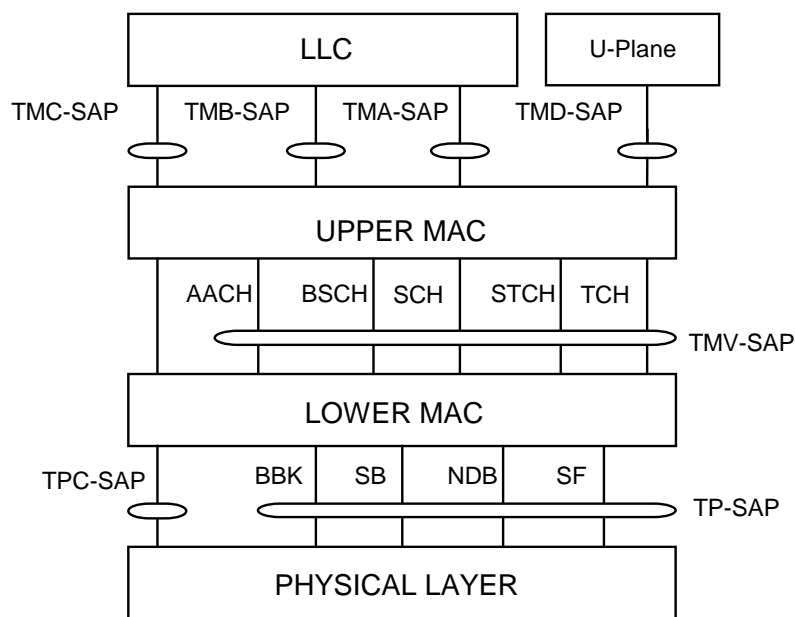 LLC
U-Plane
TMC-SAP TMB-SAP TMA-SAP TMD-SAP
UPPER MAC
AACH BSCH SCH STCH TCH
TMV-SAP
LOWER MAC
TPC-SAP BBK SB NDB SF
TP-SAP
PHYSICAL LAYER